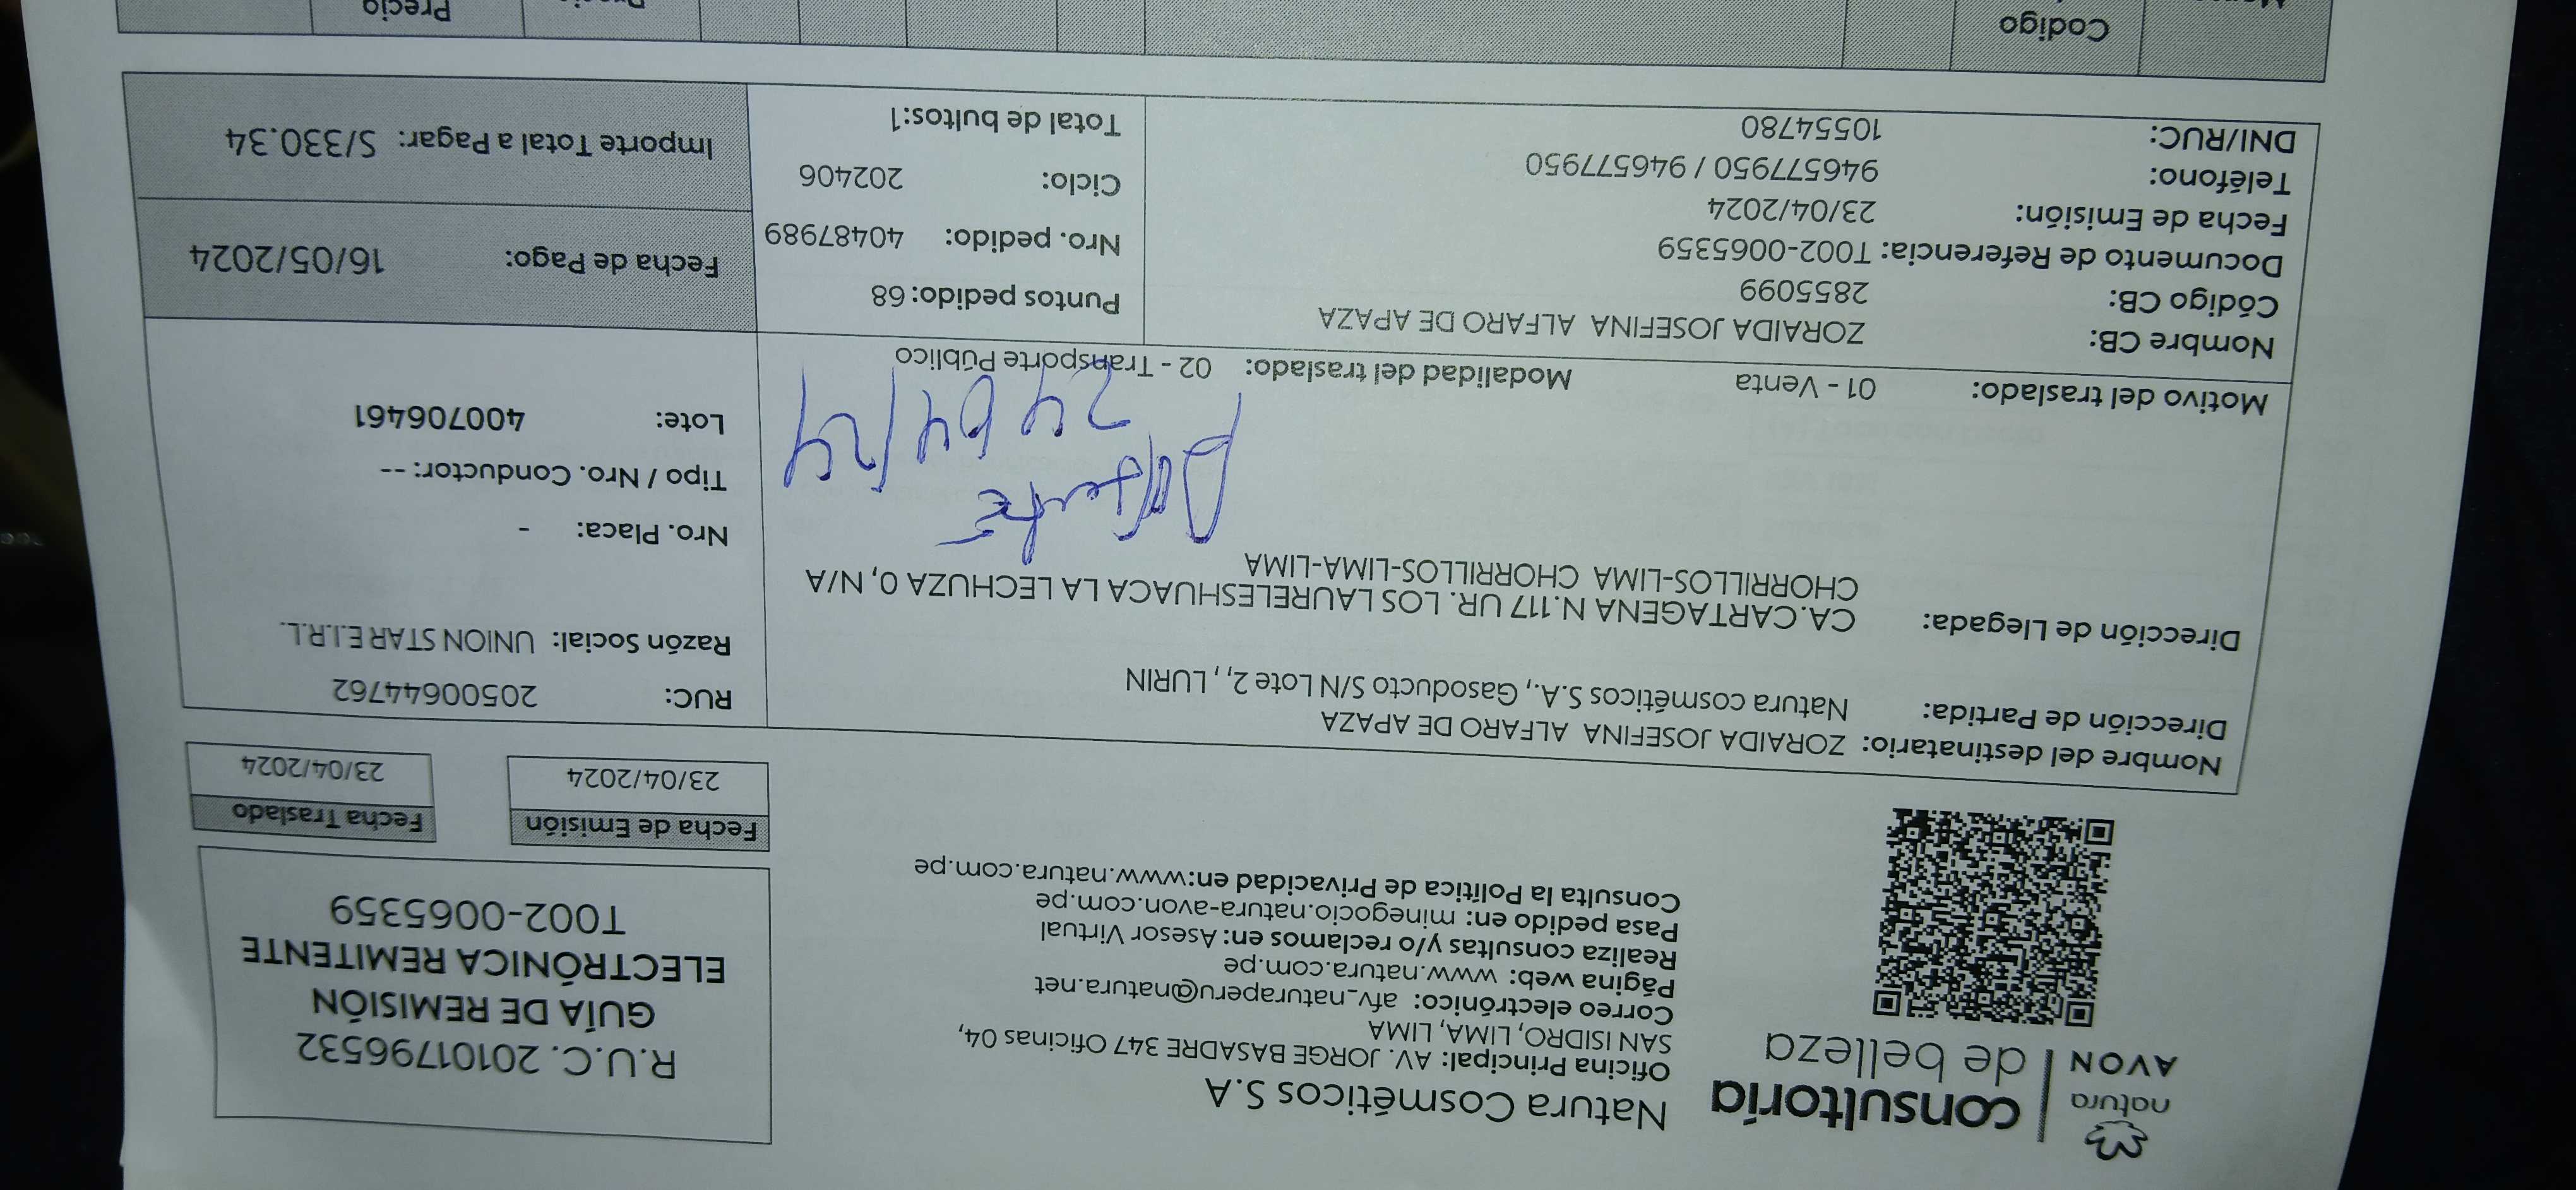 natura
AVON
consultoría
de belleza
Natura Cosméticos S.A
Oficina Principal: AV. JORGE BASADRE 347 Oficinas 04,
SAN ISIDRO, LIMA, LIMA
Correo electrónico: afv_naturaperu@natura.net
Página web: www.natura.com.pe
Realiza consultas y/o reclamos en: Asesor Virtual
Pasa pedido en: minegocio.natura-avon.com.pe
Consulta la Política de Privacidad en:www.natura.com.pe
R.U.C. 20101796532
GUÍA DE REMISIÓN
ELECTRÓNICA REMITENTE
T002-0065359
Fecha de Emisión
23/04/2024
Fecha Traslado
23/04/2024
Nombre del destinatario: ZORAIDA JOSEFINA ALFARO DE APAZA
Dirección de Partida: Natura cosméticos S.A., Gasoducto S/N Lote 2, , LURIN
Dirección de Llegada: CA.CARTAGENA N.117 UR. LOS LAURELESHUACA LA LECHUZA 0, N/A
CHORRILLOS-LIMA CHORRILLOS-LIMA-LIMA
RUC: 20500644762
Razón Social: UNION STAR E.I.R.L.
Nro. Placa: -
Tipo / Nro. Conductor: --
Lote: 400706461
24/04/24
Motivo del traslado: 01 - Venta Modalidad del traslado: 02 - Transporte Público
Nombre CB: ZORAIDA JOSEFINA ALFARO DE APAZA
Código CB: 2855099
Documento de Referencia: T002-0065359
Fecha de Emisión: 23/04/2024
Teléfono: 946577950 / 946577950
DNI/RUC: 10554780
Puntos pedido: 68
Nro. pedido: 40487989
Ciclo: 202406
Total de bultos:1
Fecha de Pago: 16/05/2024
Importe Total a Pagar: S/330.34
Codigo
Precio